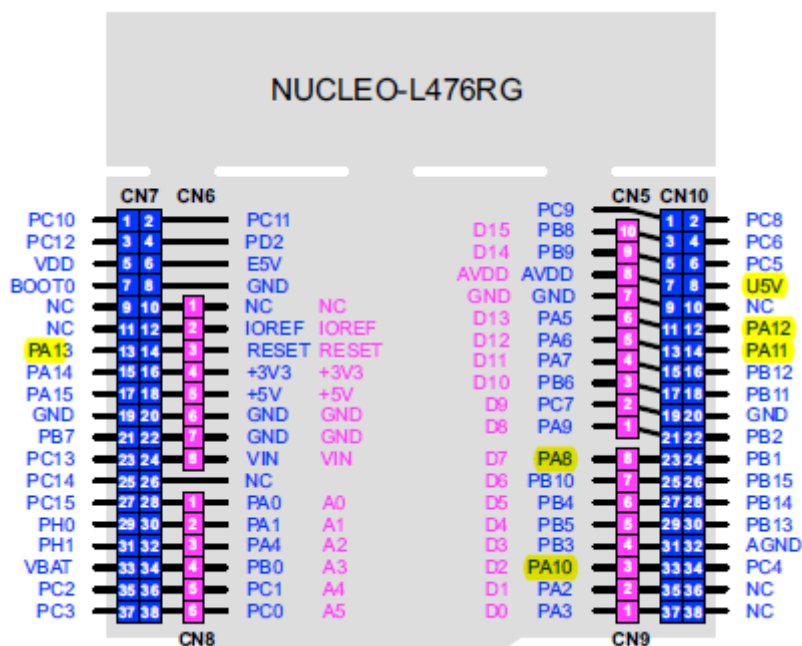 NUCLEO-L476RG
CN7 CN6 CN5 CN10
PC9
PC10 1 2 PC11 D15 PB8 10 1 2 PC8
PC12 3 4 PD2 D14 PB9 9 3 4 PC6
VDD 5 6 E5V AVDD AVDD 8 5 6 PC5
BOOT0 7 8 GND GND GND 7 7 8 U5V
NC 9 10 1 NC NC D13 PA5 6 9 10 NC
NC 11 12 2 IOREF IOREF D12 PA6 5 11 12 PA12
PA13 13 14 3 RESET RESET D11 PA7 4 13 14 PA11
PA14 15 16 4 +3V3 +3V3 D10 PB6 3 15 16 PB12
PA15 17 18 5 +5V +5V D9 PC7 2 17 18 PB11
GND 19 20 6 GND GND D8 PA9 1 19 20 GND
PB7 21 22 7 GND GND 21 22 PB2
PC13 23 24 8 VIN VIN D7 PA8 8 23 24 PB1
PC14 25 26 NC D6 PB10 7 25 26 PB15
PC15 27 28 1 PA0 A0 D5 PB4 6 27 28 PB14
PH0 29 30 2 PA1 A1 D4 PB5 5 29 30 PB13
PH1 31 32 3 PA4 A2 D3 PB3 4 31 32 AGND
VBAT 33 34 4 PB0 A3 D2 PA10 3 33 34 PC4
PC2 35 36 5 PC1 A4 D1 PA2 2 35 36 NC
PC3 37 38 6 PC0 A5 D0 PA3 1 37 38 NC
CN8 CN9